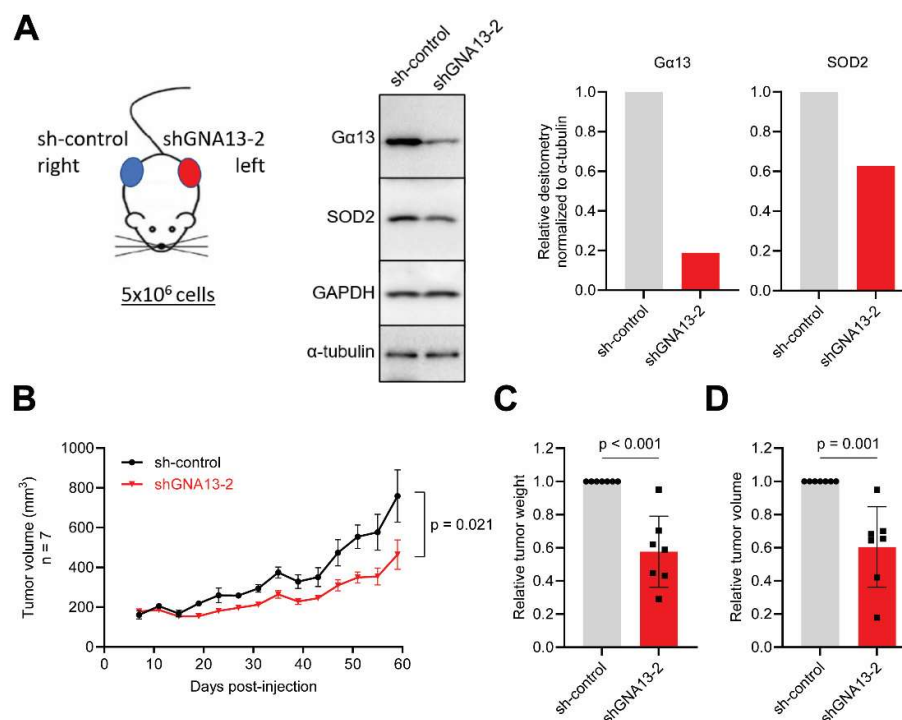 A
sh-control
right
shGNA13-2
left
5x10⁶ cells
sh-control
shGNA13-2
Gα13
SOD2
GAPDH
α-tubulin
Gα13
SOD2
Relative desitometry
normalized to α-tubulin
1.0
0.8
0.6
0.4
0.2
0.0
sh-control
shGNA13-2
1.0
0.8
0.6
0.4
0.2
0.0
sh-control
shGNA13-2
B
Tumor volume (mm³)
n = 7
1000
800
600
400
200
0
sh-control
shGNA13-2
p = 0.021
0
10
20
30
40
50
60
Days post-injection
C
Relative tumor weight
1.2
1.0
0.8
0.6
0.4
0.2
0.0
p < 0.001
sh-control
shGNA13-2
D
Relative tumor volume
1.2
1.0
0.8
0.6
0.4
0.2
0.0
p = 0.001
sh-control
shGNA13-2